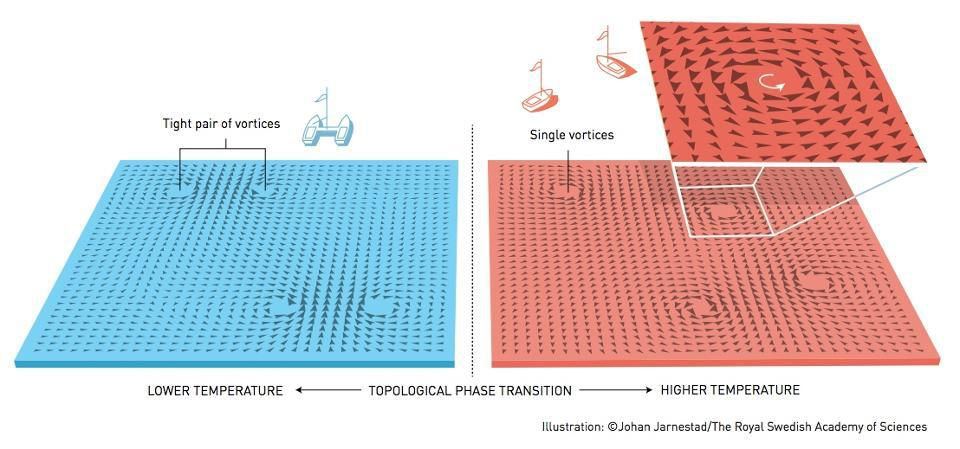 Tight pair of vortices
Single vortices
LOWER TEMPERATURE
TOPOLOGICAL PHASE TRANSITION
HIGHER TEMPERATURE
Illustration: ©Johan Jarnestad/The Royal Swedish Academy of Sciences